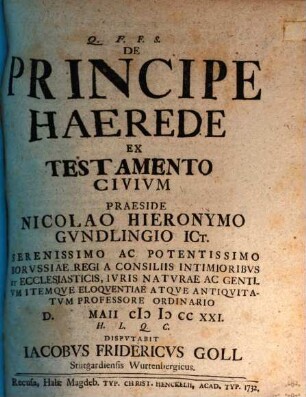 Q. F. F. S.
DE
PRINCIPE
HAEREDE
EX
TESTAMENTO
CIVIVM
PRAESIDE
NICOLAO HIERONYMO
GVNDLINGIO ICT.
SERENISSIMO AC POTENTISSIMO
BORVSSIAE REGI A CONSILIIS INTIMIORIBVS
ET ECCLESIASTICIS, IVRIS NATVRAE AC GENTI.
VM ITEMQVE ELOQVENTIAE ATQVE ANTIQVITA-
TVM PROFESSORE ORDINARIO
D. MAII cIɔ Iɔ CC XXI.
H. L. Q. C.
DISPVTABIT
IACOBVS FRIDERICVS GOLL
Stutgardiensis Wurtenbergicus.
Recusa, Halæ Magdeb. TYP. CHRIST. HENCKELII, ACAD. TYP. 1732.